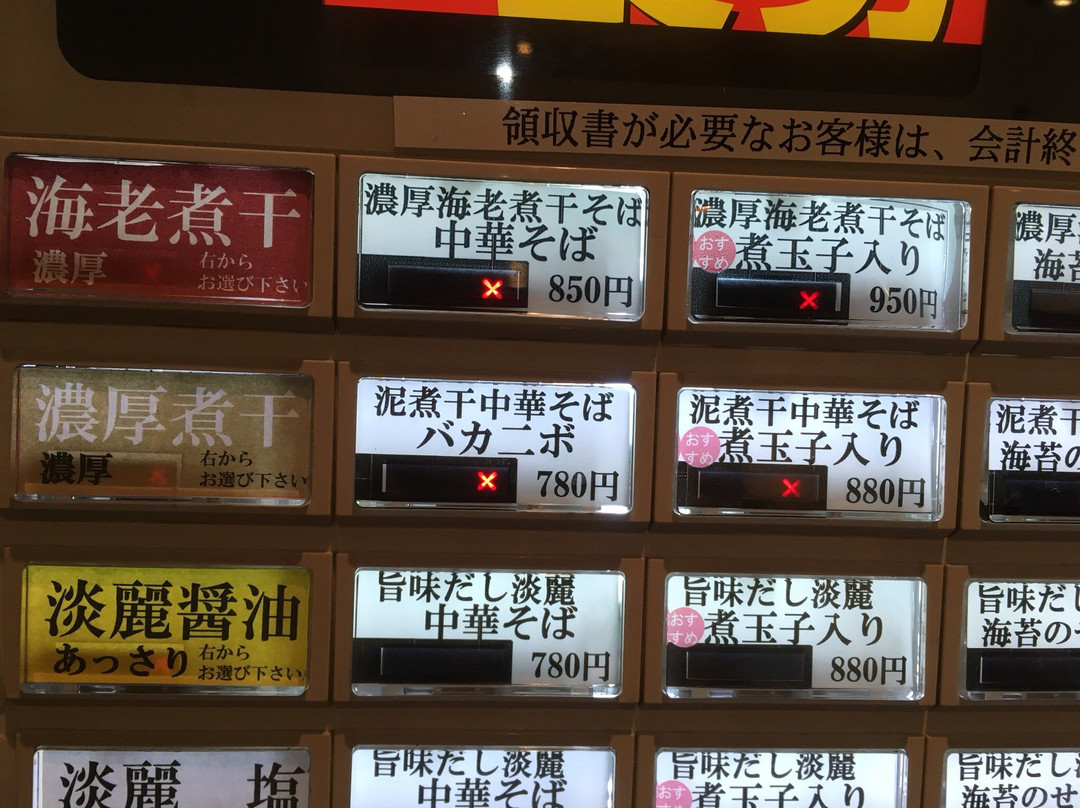 領収書が必要なお客様は、会計終
海老煮干
濃厚
右から
お選び下さい
濃厚海老煮干そば
中華そば
850円
濃厚海老煮干そば
おすすめ
煮玉子入り
950円
濃厚
海苔
濃厚煮干
濃厚
右から
お選び下さい
泥煮干中華そば
バカニボ
780円
泥煮干中華そば
おすすめ
煮玉子入り
880円
泥煮干
海苔の
淡麗醤油
あっさり
右から
お選び下さい
旨味だし淡麗
中華そば
780円
旨味だし淡麗
おすすめ
煮玉子入り
880円
旨味だし
海苔の
淡麗 塩
旨味だし淡麗
中華そば
旨味だし淡麗
おすすめ
煮玉子入り
旨味だし
海苔のせ